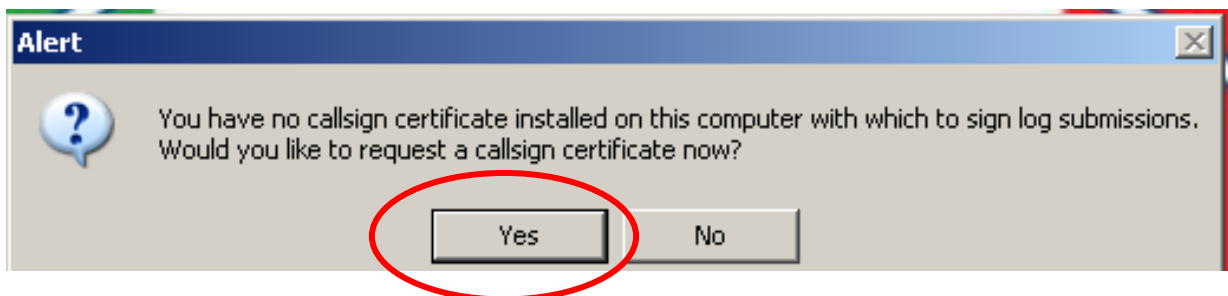 Alert
You have no callsign certificate installed on this computer with which to sign log submissions.
Would you like to request a callsign certificate now?
Yes No